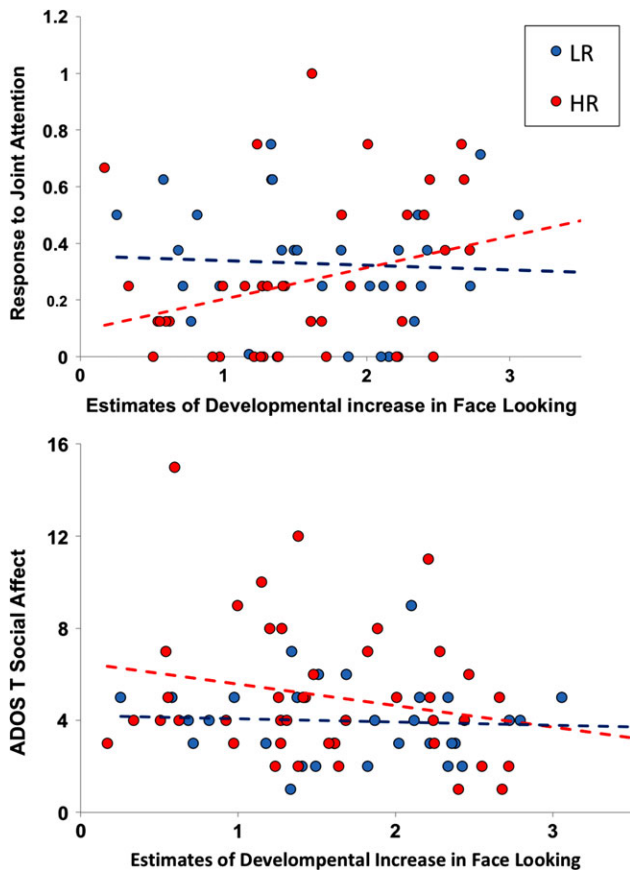 LR
HR
Response to Joint Attention
1.2
1
0.8
0.6
0.4
0.2
0
0 1 2 3
Estimates of Developmental increase in Face Looking
ADOS T Social Affect
16
12
8
4
0
0 1 2 3
Estimates of Develompental Increase in Face Looking